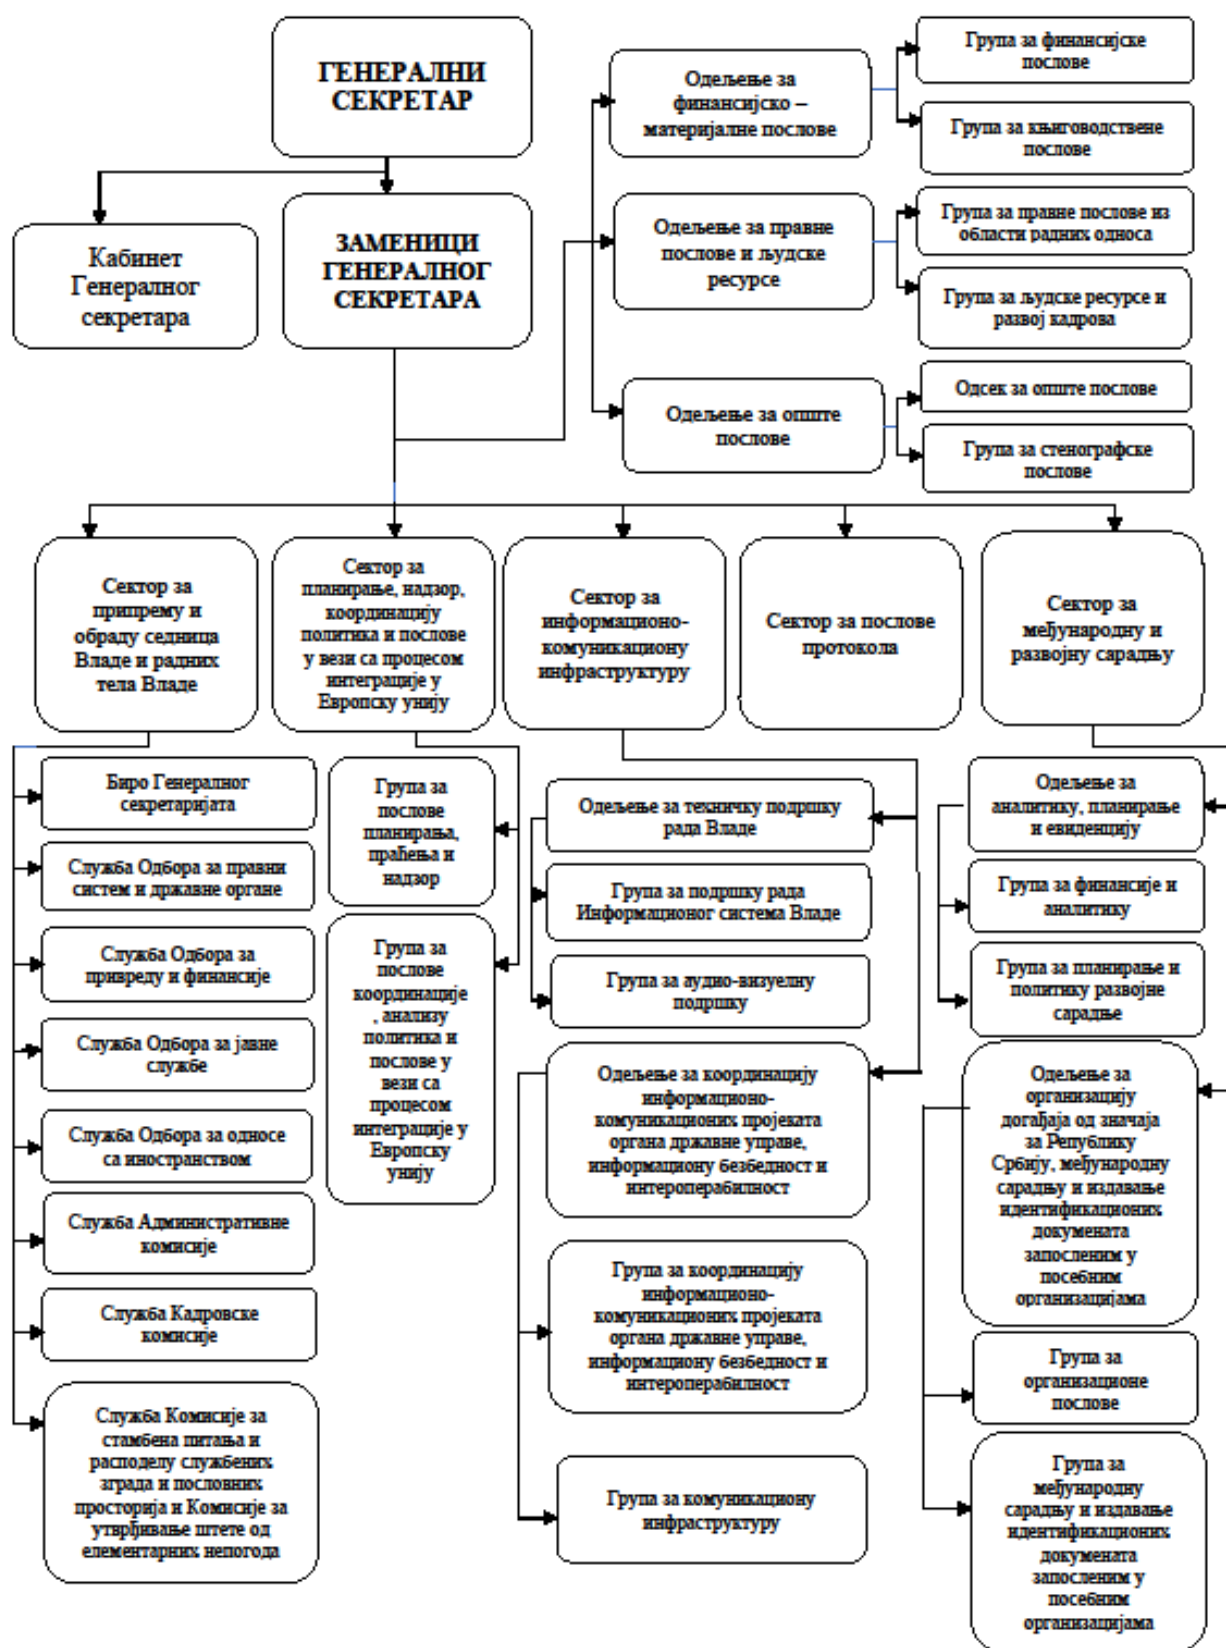 ГЕНЕРАЛНИ
СЕКРЕТАР
Кабинет
Генералног
секретара
ЗАМЕНИЦИ
ГЕНЕРАЛНОГ
СЕКРЕТАРА
Одељење за
финансијско –
материјалне послове
Група за финансијске
послове
Група за књиговодствене
послове
Одељење за правне
послове и људске
ресурсе
Група за правне послове из
области радних односа
Група за људске ресурсе и
развој кадрова
Одељење за опште
послове
Одсек за опште послове
Група за стенографске
послове
Сектор за
припрему и
обраду седница
Владе и радних
тела Владе
Сектор за
планирање, надзор,
координацију
политика и послове
у вези са процесом
интеграције у
Европску унију
Сектор за
информационо-
комуникациону
инфраструктуру
Сектор за послове
протокола
Сектор за
међународну и
развојну сарадњу
Биро Генералног
секретаријата
Служба Одбора за правни
систем и државне органе
Служба Одбора за
привреду и финансије
Служба Одбора за јавне
службе
Служба Одбора за односе
са иностранством
Служба Административне
комисије
Служба Кадровске
комисије
Служба Комисије за
стамбена питања и
расподелу службених
зграда и пословних
просторија и Комисије за
утврђивање штете од
елементарних непогода
Група за
послове
планирања,
праћења и
надзор
Група за
послове
координације
, анализу
политика и
послове у
вези са
процесом
интеграције у
Европску
унију
Одељење за техничку подршку
рада Владе
Група за подршку рада
Информационог система Владе
Група за аудио-визуелну
подршку
Одељење за координацију
информационо-
комуникационих пројеката
органа државне управе,
информациону безбедност и
интероперабилност
Група за координацију
информационо-
комуникационих пројеката
органа државне управе,
информациону безбедност и
интероперабилност
Група за комуникациону
инфраструктуру
Одељење за
аналитику, планирање
и евиденцију
Група за финансије и
аналитику
Група за планирање и
политику развојне
сарадње
Одељење за
организацију
догађаја од значаја
за Републику
Србију, међународну
сарадњу и издавање
идентификационих
докумената
запосленим у
посебним
организацијама
Група за
организационе
послове
Група за
међународну
сарадњу и издавање
идентификационих
докумената
запосленим у
посебним
организацијама